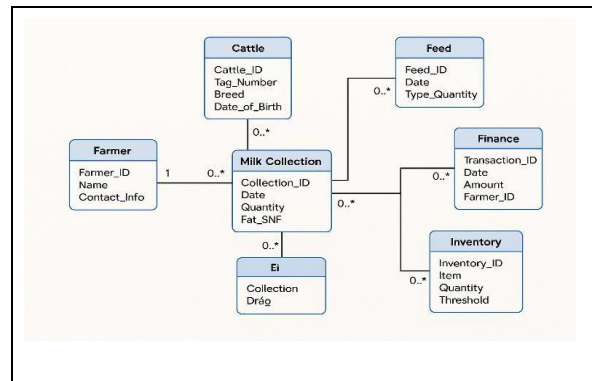 Cattle
Cattle_ID
Tag_Number
Breed
Date_of_Birth
0..*
Feed
Feed_ID
Date
Type_Quantity
0..*
Farmer
Farmer_ID
Name
Contact_Info
1
0..*
Milk Collection
Collection_ID
Date
Quantity
Fat_SNF
0..*
0..*
Finance
Transaction_ID
Date
Amount
Farmer_ID
0..*
Ei
Collection
Dráo̲
Inventory
Inventory_ID
Item
Quantity
Threshold
0..*